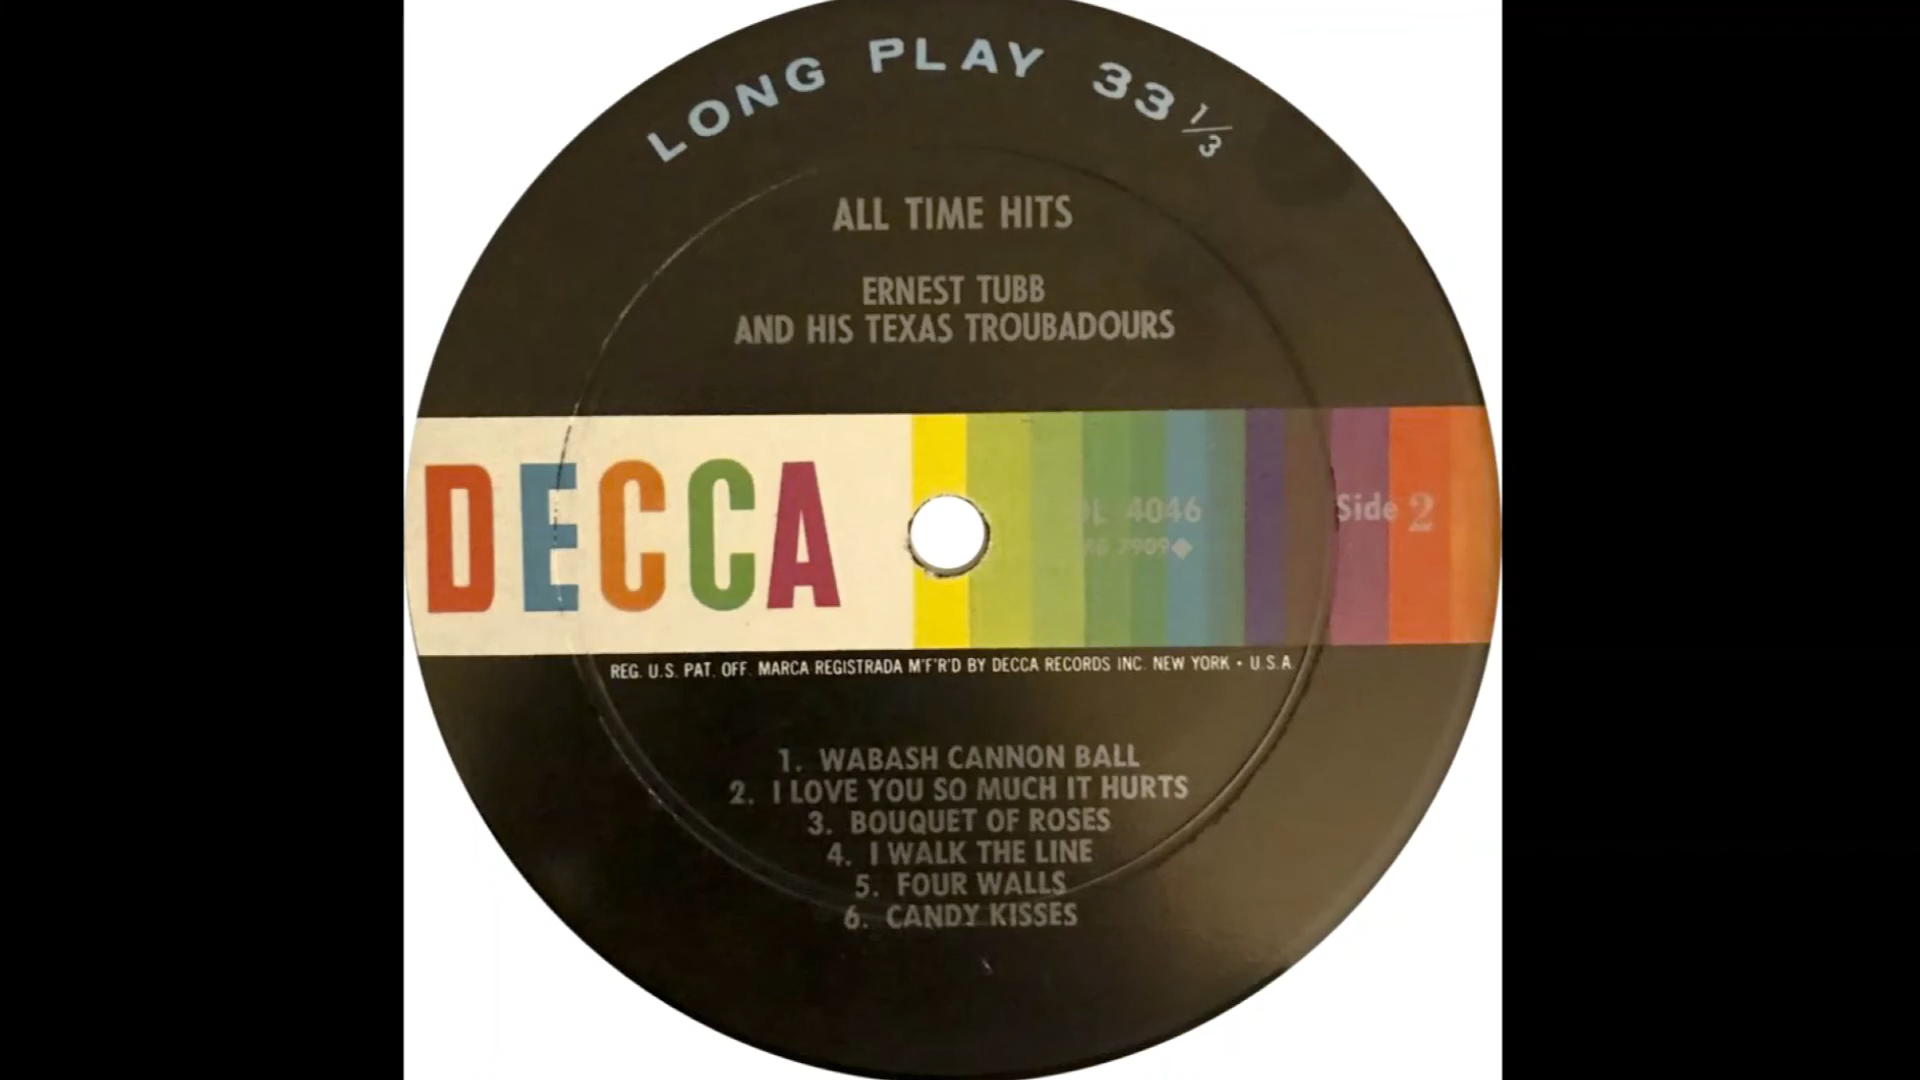 LONG PLAY 33 1/3
ALL TIME HITS
ERNEST TUBB
AND HIS TEXAS TROUBADOURS
DECCA
DL 4046
Side 2
MG 7909◆
REG. U.S. PAT. OFF. MARCA REGISTRADA M'F'R'D BY DECCA RECORDS INC. NEW YORK • U.S.A.
1. WABASH CANNON BALL
2. I LOVE YOU SO MUCH IT HURTS
3. BOUQUET OF ROSES
4. I WALK THE LINE
5. FOUR WALLS
6. CANDY KISSES